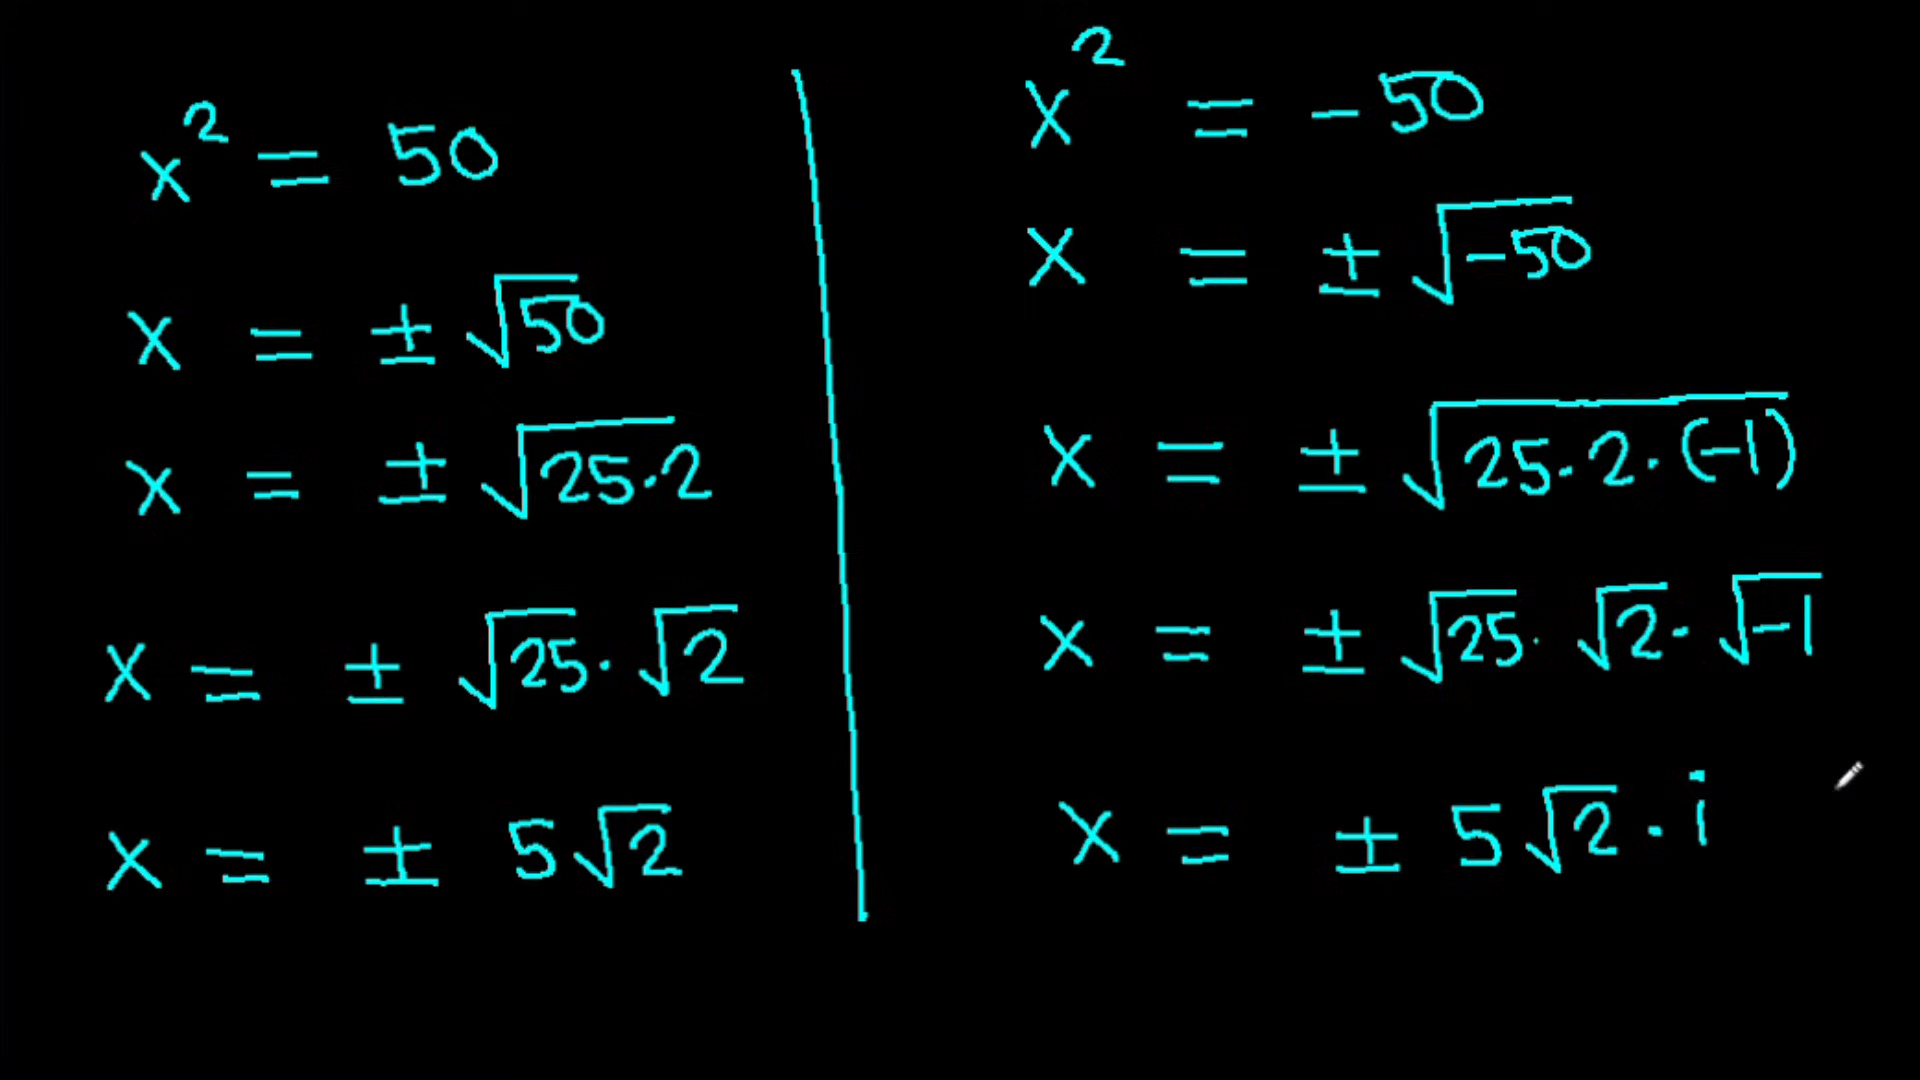 x² = 50
x = ± √50
x = ± √25·2
x = ± √25 · √2
x = ± 5√2
x² = -50
x = ± √-50
x = ± √25·2·(-1)
x = ± √25 · √2 · √-1
x = ± 5√2 · i